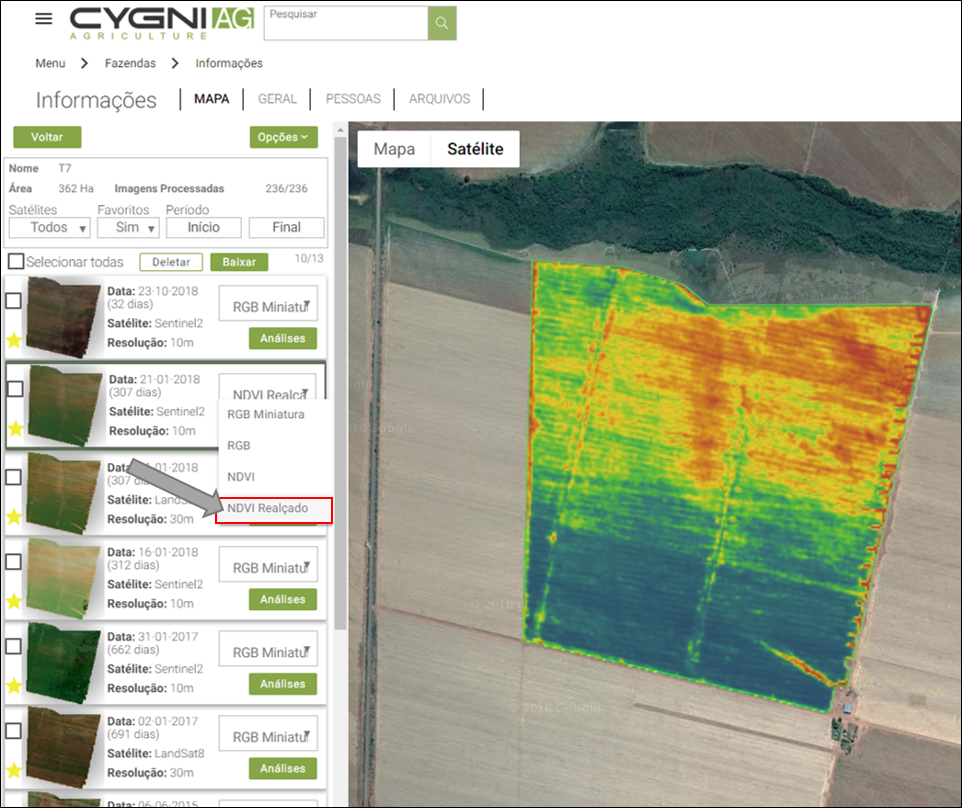 CYGNI AG
AGRICULTURE
Pesquisar
Menu > Fazendas > Informações
Informações | MAPA | GERAL | PESSOAS | ARQUIVOS |
Voltar Opções
Nome T7
Área 362 Ha Imagens Processadas 236/236
Satélites Favoritos Período
Todos Sim Início Final
Selecionar todas Deletar Baixar 10/13
Data: 23-10-2018
(32 dias)
RGB Miniatu
Satélite: Sentinel2
Resolução: 10m
Análises
Data: 21-01-2018
(307 dias)
NDVI Realça
Satélite: Sentinel2
Resolução: 10m
RGB Miniatura
RGB
NDVI
NDVI Realçado
-01-2018
(307 dias)
Satélite:
Resolução: 30m
Data: 16-01-2018
(312 dias)
RGB Miniatu
Satélite: Sentinel2
Resolução: 10m
Análises
Data: 31-01-2017
(662 dias)
RGB Miniatu
Satélite: Sentinel2
Resolução: 10m
Análises
Data: 02-01-2017
(691 dias)
RGB Miniatu
Satélite: LandSat8
Resolução: 30m
Análises
Data: 06-06-2015
Mapa Satélite
© 2018 Google